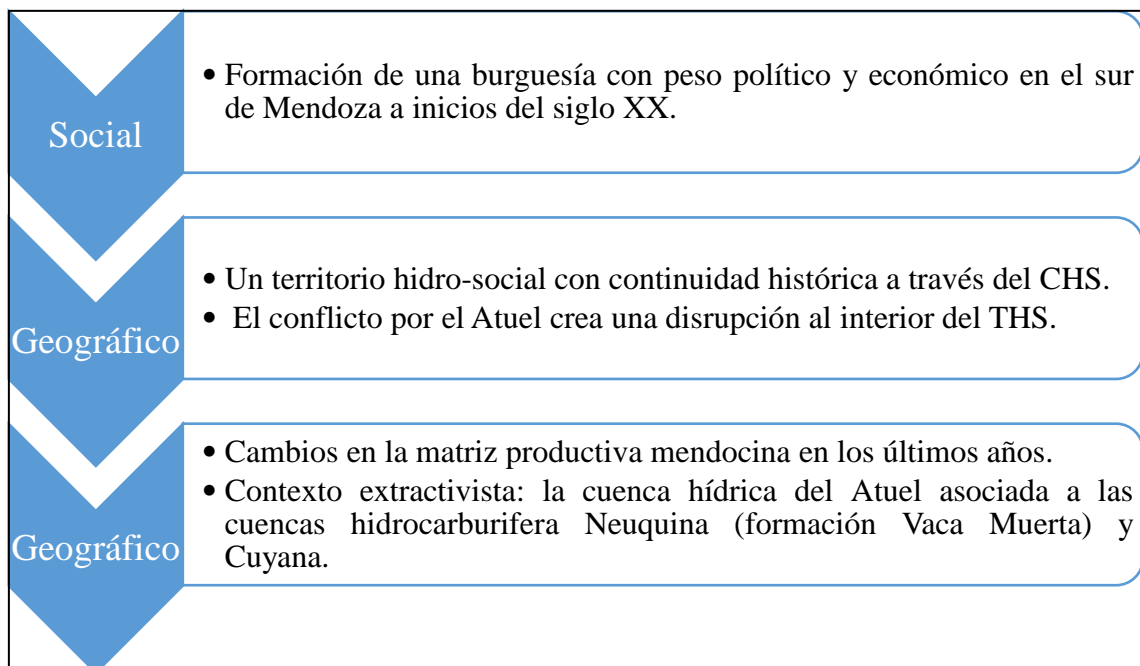 Social
• Formación de una burguesía con peso político y económico en el sur
de Mendoza a inicios del siglo XX.
Geográfico
• Un territorio hidro-social con continuidad histórica a través del CHS.
• El conflicto por el Atuel crea una disrupción al interior del THS.
Geográfico
• Cambios en la matriz productiva mendocina en los últimos años.
• Contexto extractivista: la cuenca hídrica del Atuel asociada a las
cuencas hidrocarburifera Neuquina (formación Vaca Muerta) y
Cuyana.